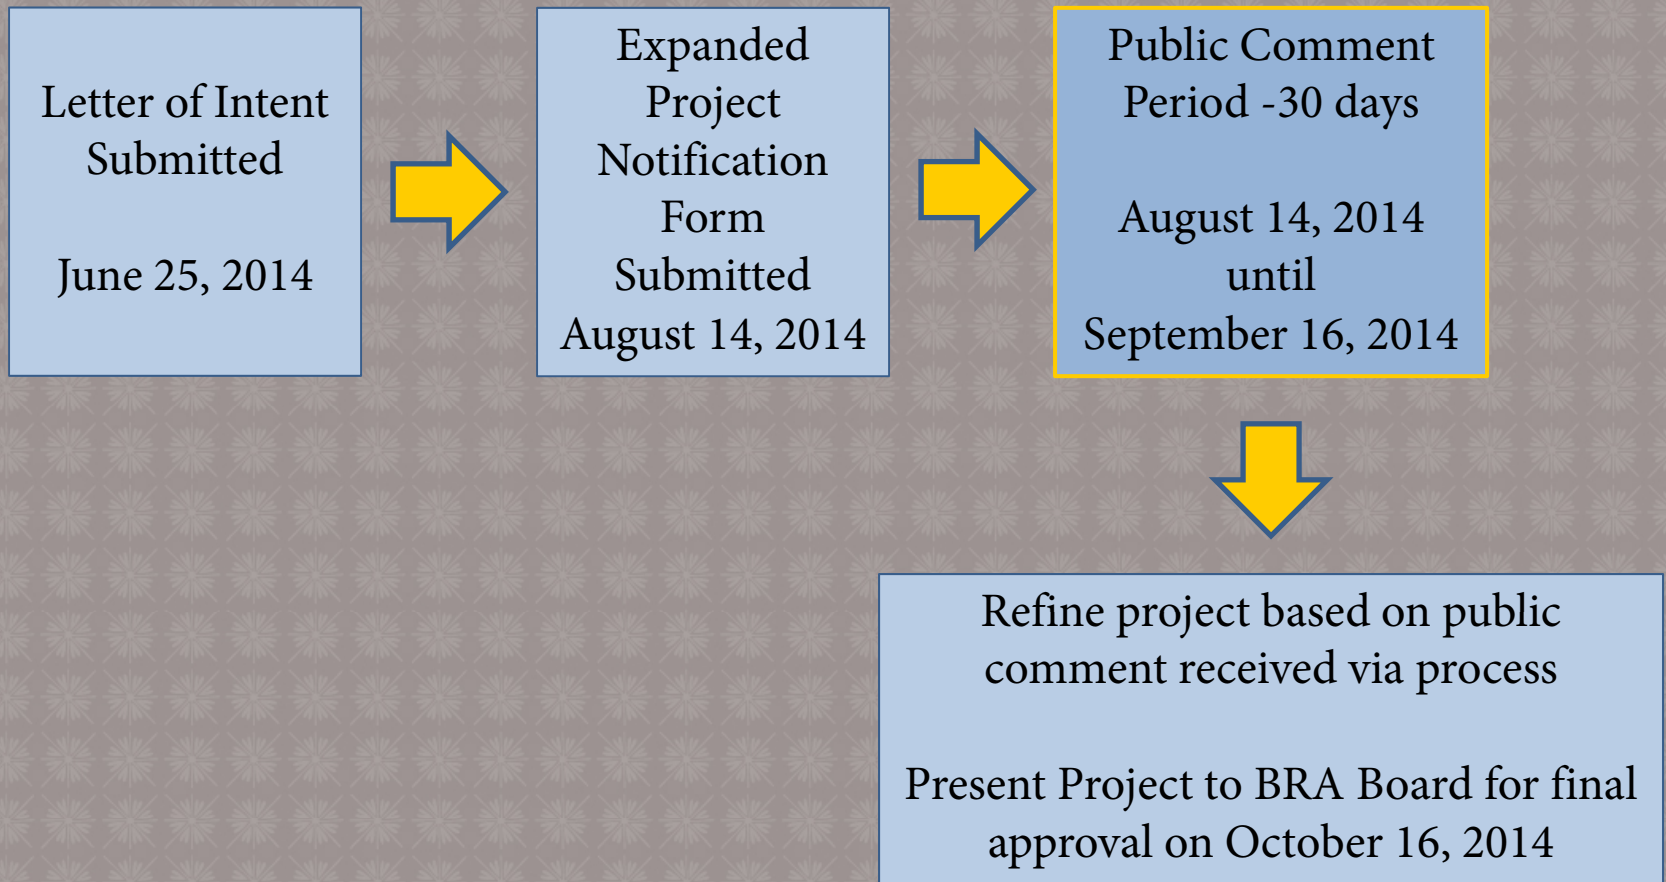 Letter of Intent
Submitted
June 25, 2014
Expanded
Project
Notification
Form
Submitted
August 14, 2014
Public Comment
Period -30 days
August 14, 2014
until
September 16, 2014
Refine project based on public
comment received via process
Present Project to BRA Board for final
approval on October 16, 2014